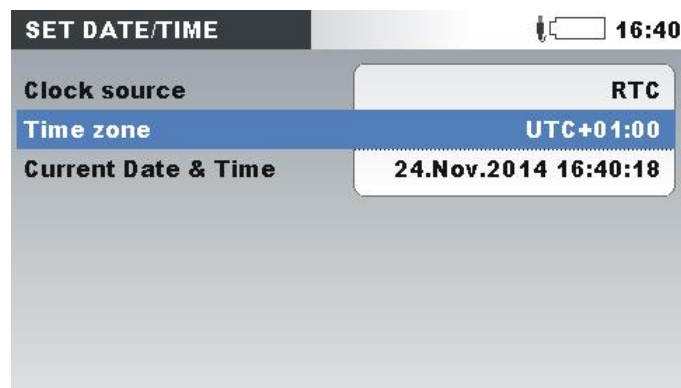 SET DATE/TIME 16:40
Clock source RTC
Time zone UTC+01:00
Current Date & Time 24.Nov.2014 16:40:18